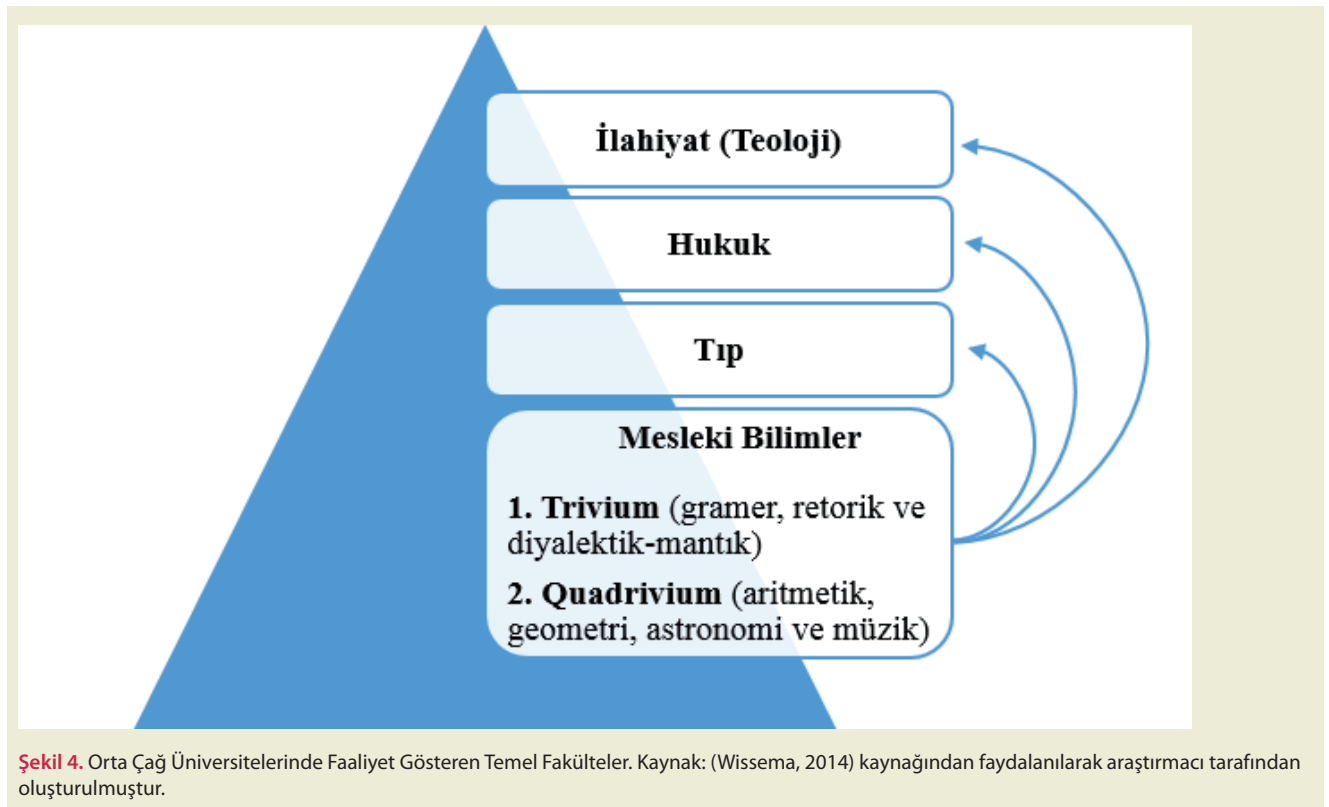 İlahiyat (Teoloji)
Hukuk
Tıp
Mesleki Bilimler
1. Trivium (gramer, retorik ve
diyalektik-mantık)
2. Quadrivium (aritmetik,
geometri, astronomi ve müzik)
Şekil 4. Orta Çağ Üniversitelerinde Faaliyet Gösteren Temel Fakülteler. Kaynak: (Wissema, 2014) kaynağından faydalanılarak araştırmacı tarafından
oluşturulmuştur.